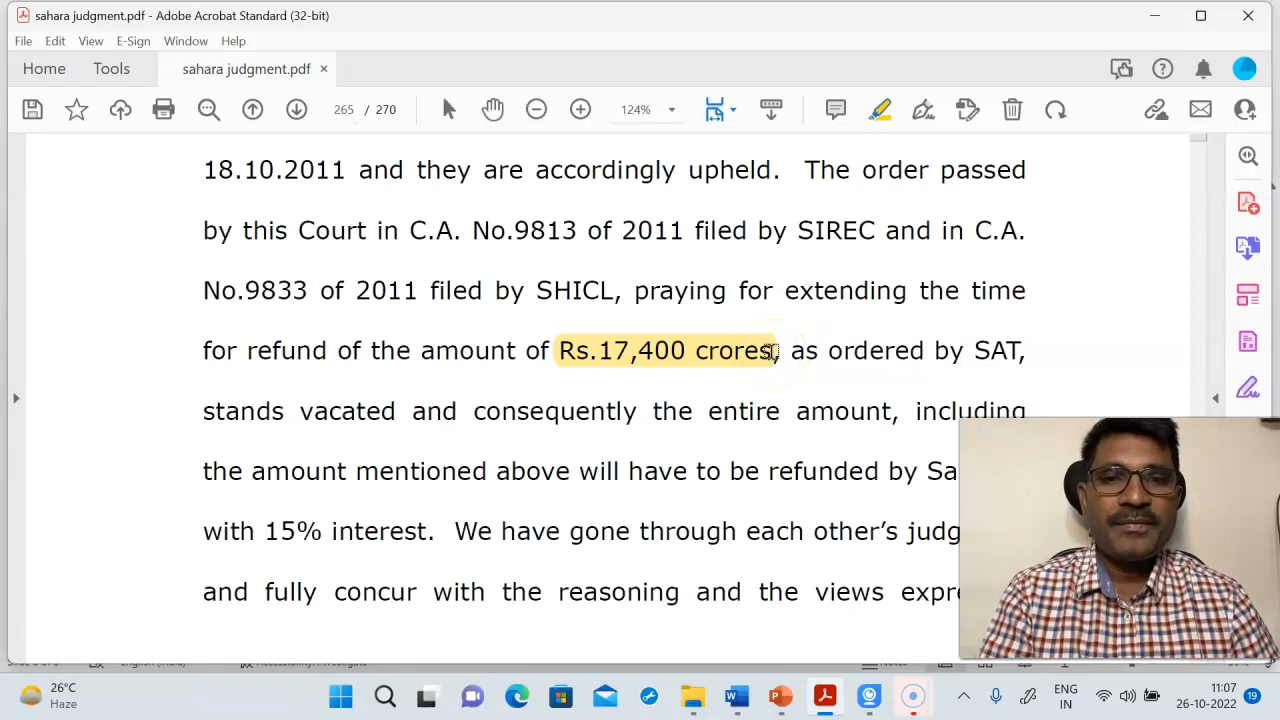 sahara judgment.pdf - Adobe Acrobat Standard (32-bit)
File Edit View E-Sign Window Help
Home Tools sahara judgment.pdf ×
265 / 270 124%
18.10.2011 and they are accordingly upheld. The order passed
by this Court in C.A. No.9813 of 2011 filed by SIREC and in C.A.
No.9833 of 2011 filed by SHICL, praying for extending the time
for refund of the amount of Rs.17,400 crores, as ordered by SAT,
stands vacated and consequently the entire amount, including
the amount mentioned above will have to be refunded by Sa
with 15% interest. We have gone through each other’s judg
and fully concur with the reasoning and the views expre
26°C
Haze
ENG
IN
11:07
26-10-2022
19